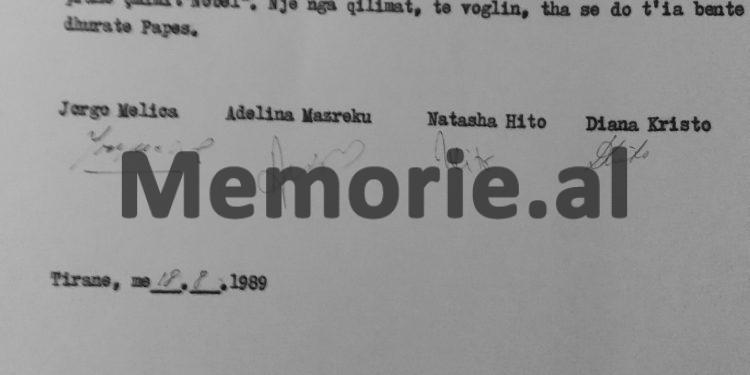 Nobel". Nje nga qilimat, te voglin, tha se do t'ia bente
dhurate Papes.
Jorgo Melica Adelina Mazreku Natasha Hito Diana Kristo
Memorie.al
Tirane, me 18.8.1989